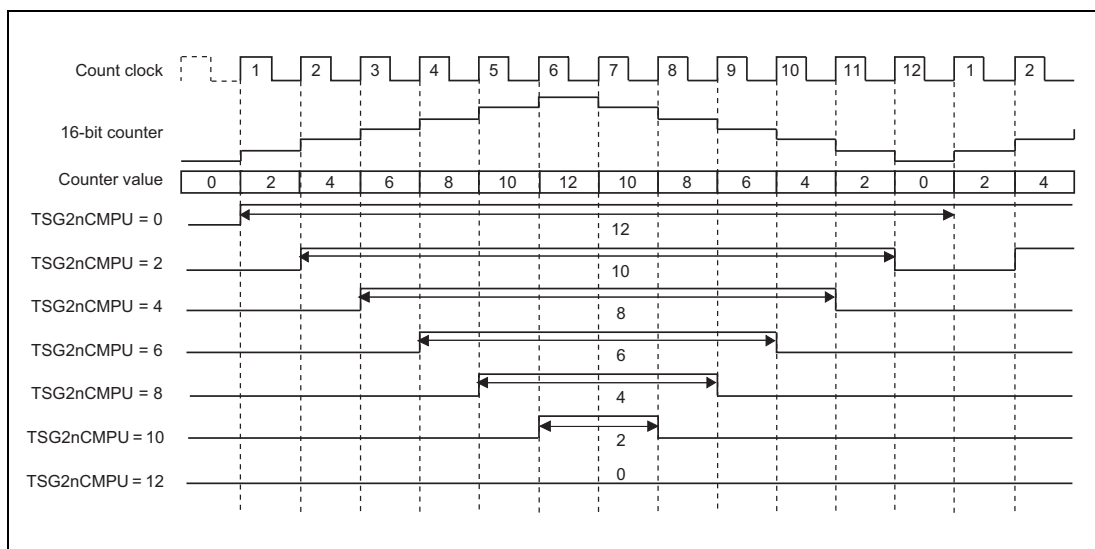 Count clock 1 2 3 4 5 6 7 8 9 10 11 12 1 2
16-bit counter
Counter value 0 2 4 6 8 10 12 10 8 6 4 2 0 2 4
TSG2nCMPU = 0 12
TSG2nCMPU = 2 10
TSG2nCMPU = 4 8
TSG2nCMPU = 6 6
TSG2nCMPU = 8 4
TSG2nCMPU = 10 2
TSG2nCMPU = 12 0